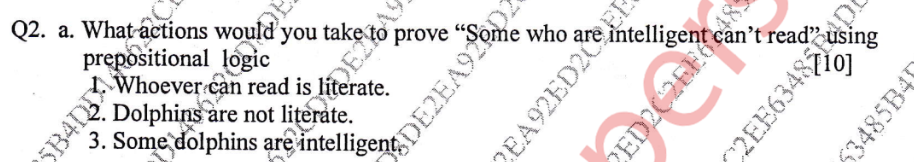 Q2. a. What actions would you take to prove “Some who are intelligent can’t read” using
prepositional logic [10]
1. Whoever can read is literate.
2. Dolphins are not literate.
3. Some dolphins are intelligent.